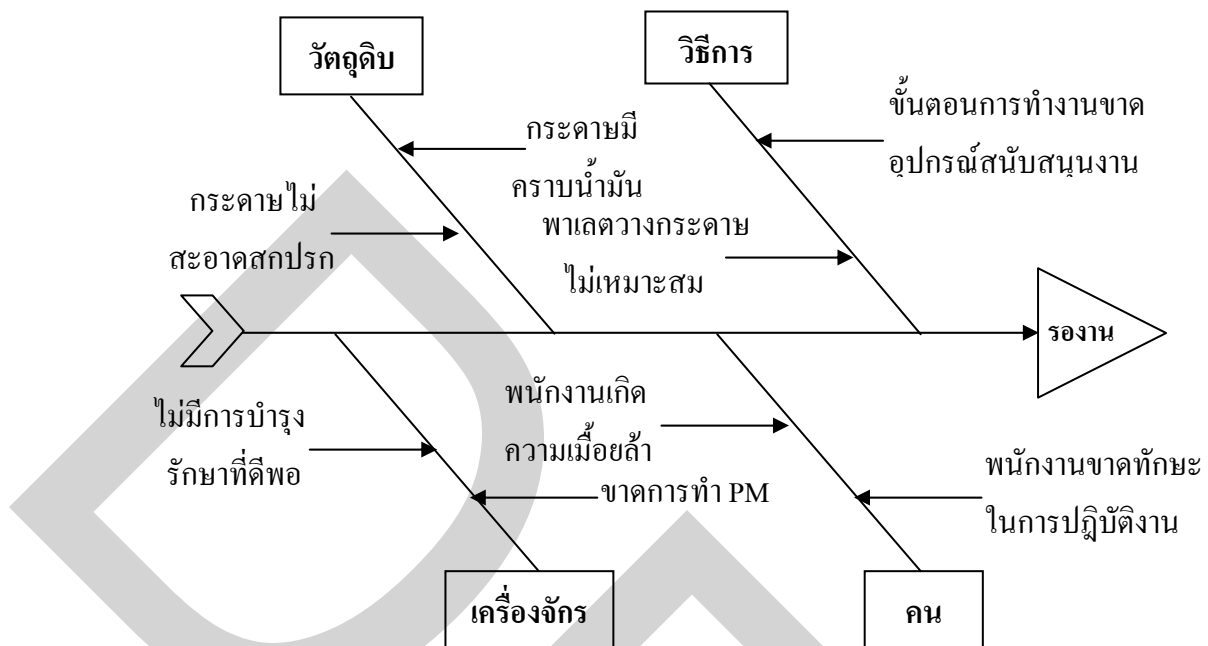 วัตถุดิบ
วิธีการ
กระดาษมี
คราบน้ำมัน
ขั้นตอนการทำงานขาด
อุปกรณ์สนับสนุนงาน
กระดาษไม่
สะอาดสกปรก
พาเลตวางกระดาษ
ไม่เหมาะสม
รองาน
ไม่มีการบำรุง
รักษาที่ดีพอ
พนักงานเกิด
ความเมื่อยล้า
ขาดการทำ PM
พนักงานขาดทักษะ
ในการปฎิบัติงาน
เครื่องจักร
คน